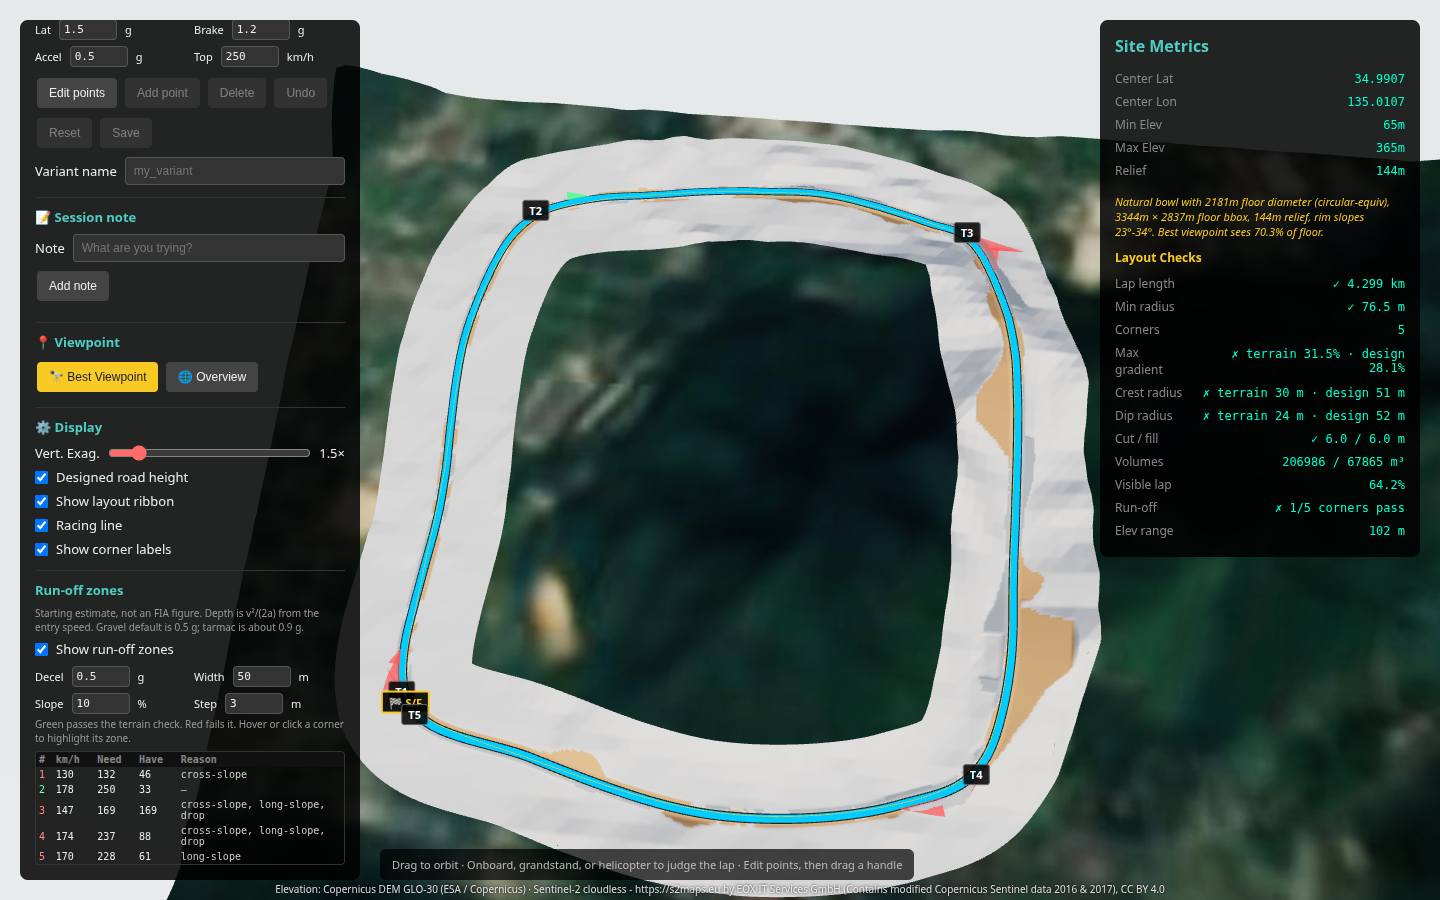 Lat 1.5 g Brake 1.2 g
Accel 0.5 g Top 250 km/h
Edit points Add point Delete Undo
Reset Save
Variant name my_variant
📝 Session note
Note What are you trying?
Add note
📍 Viewpoint
🔭 Best Viewpoint 🌐 Overview
⚙️ Display
Vert. Exag. 1.5×
Designed road height
Show layout ribbon
Racing line
Show corner labels
Run-off zones
Starting estimate, not an FIA figure. Depth is v²/(2a) from the
entry speed. Gravel default is 0.5 g; tarmac is about 0.9 g.
Show run-off zones
Decel 0.5 g Width 50 m
Slope 10 % Step 3 m
Green passes the terrain check. Red fails it. Hover or click a corner
to highlight its zone.
# km/h Need Have Reason
1 130 132 46 cross-slope
2 178 250 33 —
3 147 169 169 cross-slope, long-slope,
drop
4 174 237 88 cross-slope, long-slope,
drop
5 170 228 61 long-slope
T2
T3
T4
S/F
T5
Site Metrics
Center Lat 34.9907
Center Lon 135.0107
Min Elev 65m
Max Elev 365m
Relief 144m
Natural bowl with 2181m floor diameter (circular-equiv),
3344m × 2837m floor bbox, 144m relief, rim slopes
23°-34°. Best viewpoint sees 70.3% of floor.
Layout Checks
Lap length ✓ 4.299 km
Min radius ✓ 76.5 m
Corners 5
Max gradient ✗ terrain 31.5% · design
28.1%
Crest radius ✗ terrain 30 m · design 51 m
Dip radius ✗ terrain 24 m · design 52 m
Cut / fill ✓ 6.0 / 6.0 m
Volumes 206986 / 67865 m³
Visible lap 64.2%
Run-off ✗ 1/5 corners pass
Elev range 102 m
Drag to orbit · Onboard, grandstand, or helicopter to judge the lap · Edit points, then drag a handle
Elevation: Copernicus DEM GLO-30 (ESA / Copernicus) · Sentinel-2 cloudless - https://s2maps.eu by EOX IT Services GmbH (Contains modified Copernicus Sentinel data 2016 & 2017), CC BY 4.0